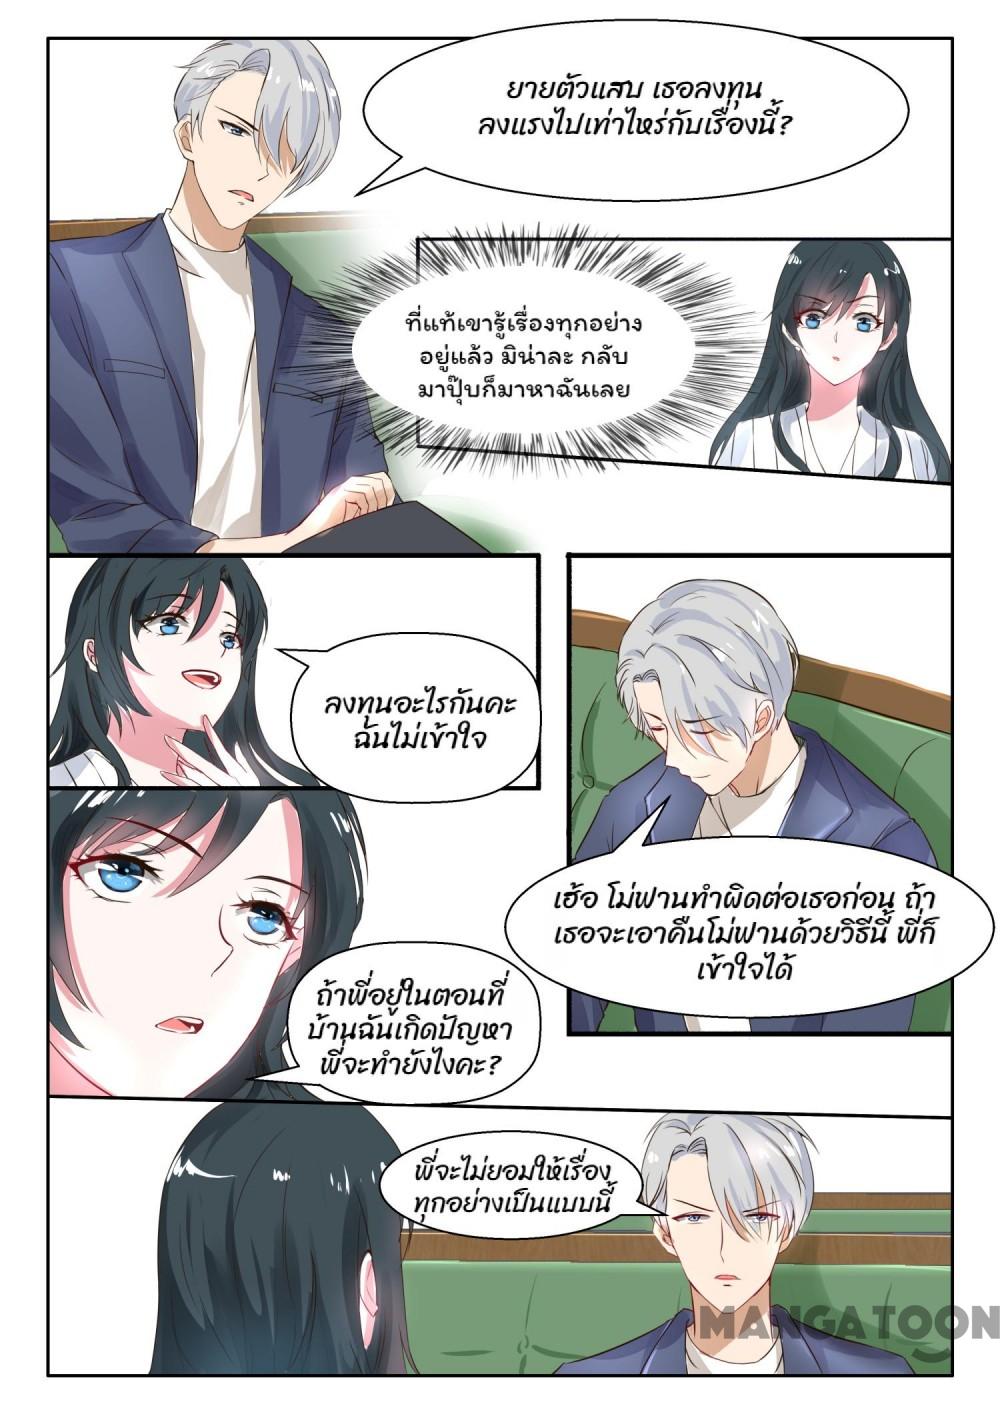 ยายตัวแสบ เธอลงทุน
ลงแรงไปเท่าไหร่กับเรื่องนี้?
ที่แท้เขารู้เรื่องทุกอย่าง
อยู่แล้ว มิน่าละ กลับ
มาปุ๊บก็มาหาฉันเลย
ลงทุนอะไรกันคะ
ฉันไม่เข้าใจ
เฮ้อ โม่ฟานทำผิดต่อเธอก่อน ถ้า
เธอจะเอาคืนโม่ฟานด้วยวิธีนี้ พี่ก็
เข้าใจได้
ถ้าพี่อยู่ในตอนที่
บ้านฉันเกิดปัญหา
พี่จะทำยังไงคะ?
พี่จะไม่ยอมให้เรื่อง
ทุกอย่างเป็นแบบนี้
MANGATOON